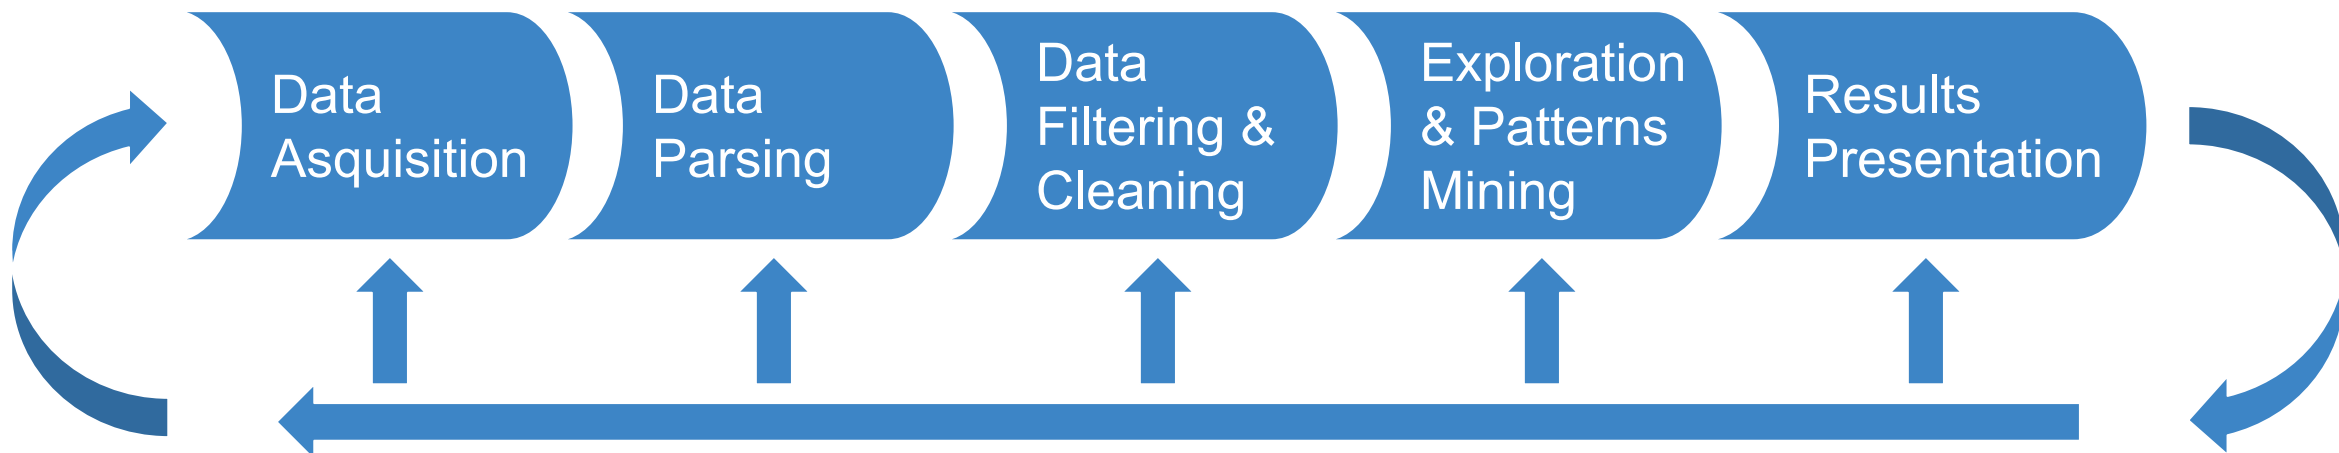 Data
Asquisition
Data
Parsing
Data
Filtering &
Cleaning
Exploration
& Patterns
Mining
Results
Presentation